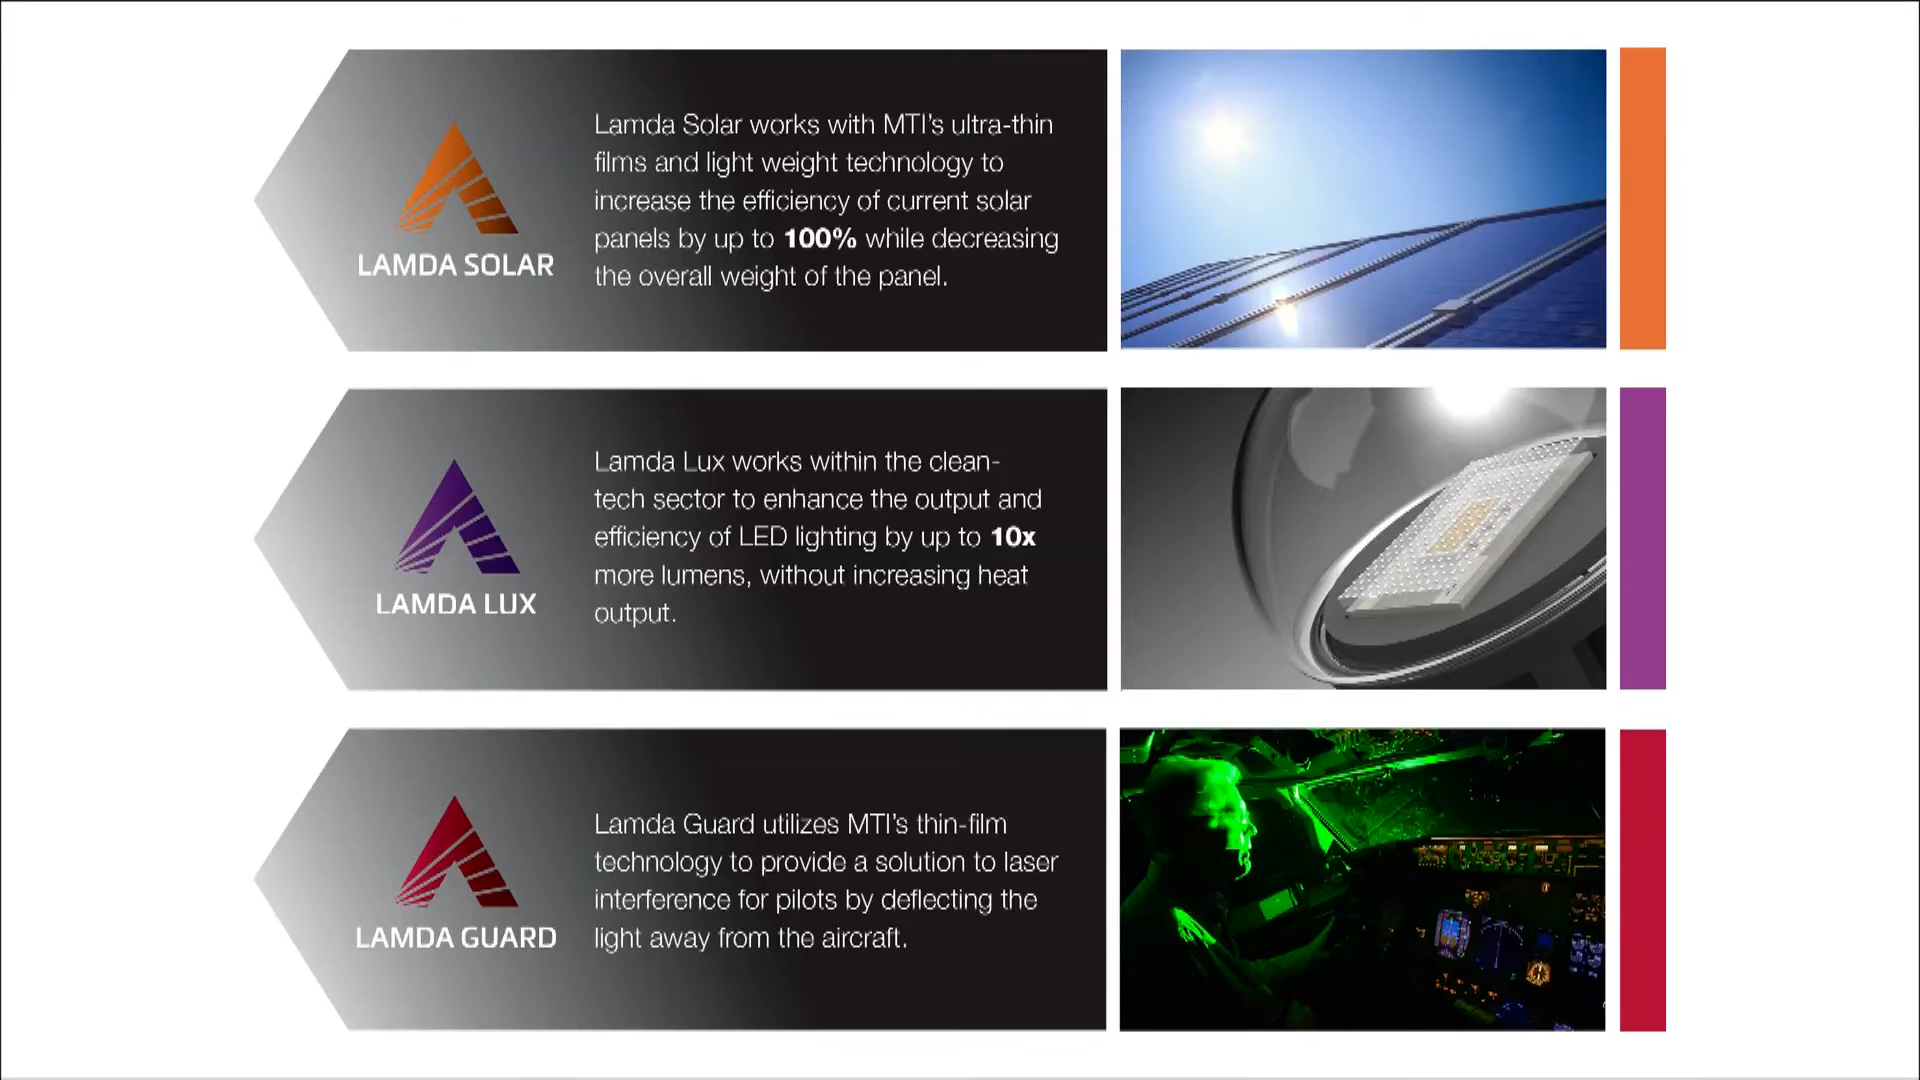 LAMDA SOLAR
Lamda Solar works with MTI's ultra-thin
films and light weight technology to
increase the efficiency of current solar
panels by up to 100% while decreasing
the overall weight of the panel.
LAMDA LUX
Lamda Lux works within the clean-
tech sector to enhance the output and
efficiency of LED lighting by up to 10x
more lumens, without increasing heat
output.
LAMDA GUARD
Lamda Guard utilizes MTI's thin-film
technology to provide a solution to laser
interference for pilots by deflecting the
light away from the aircraft.